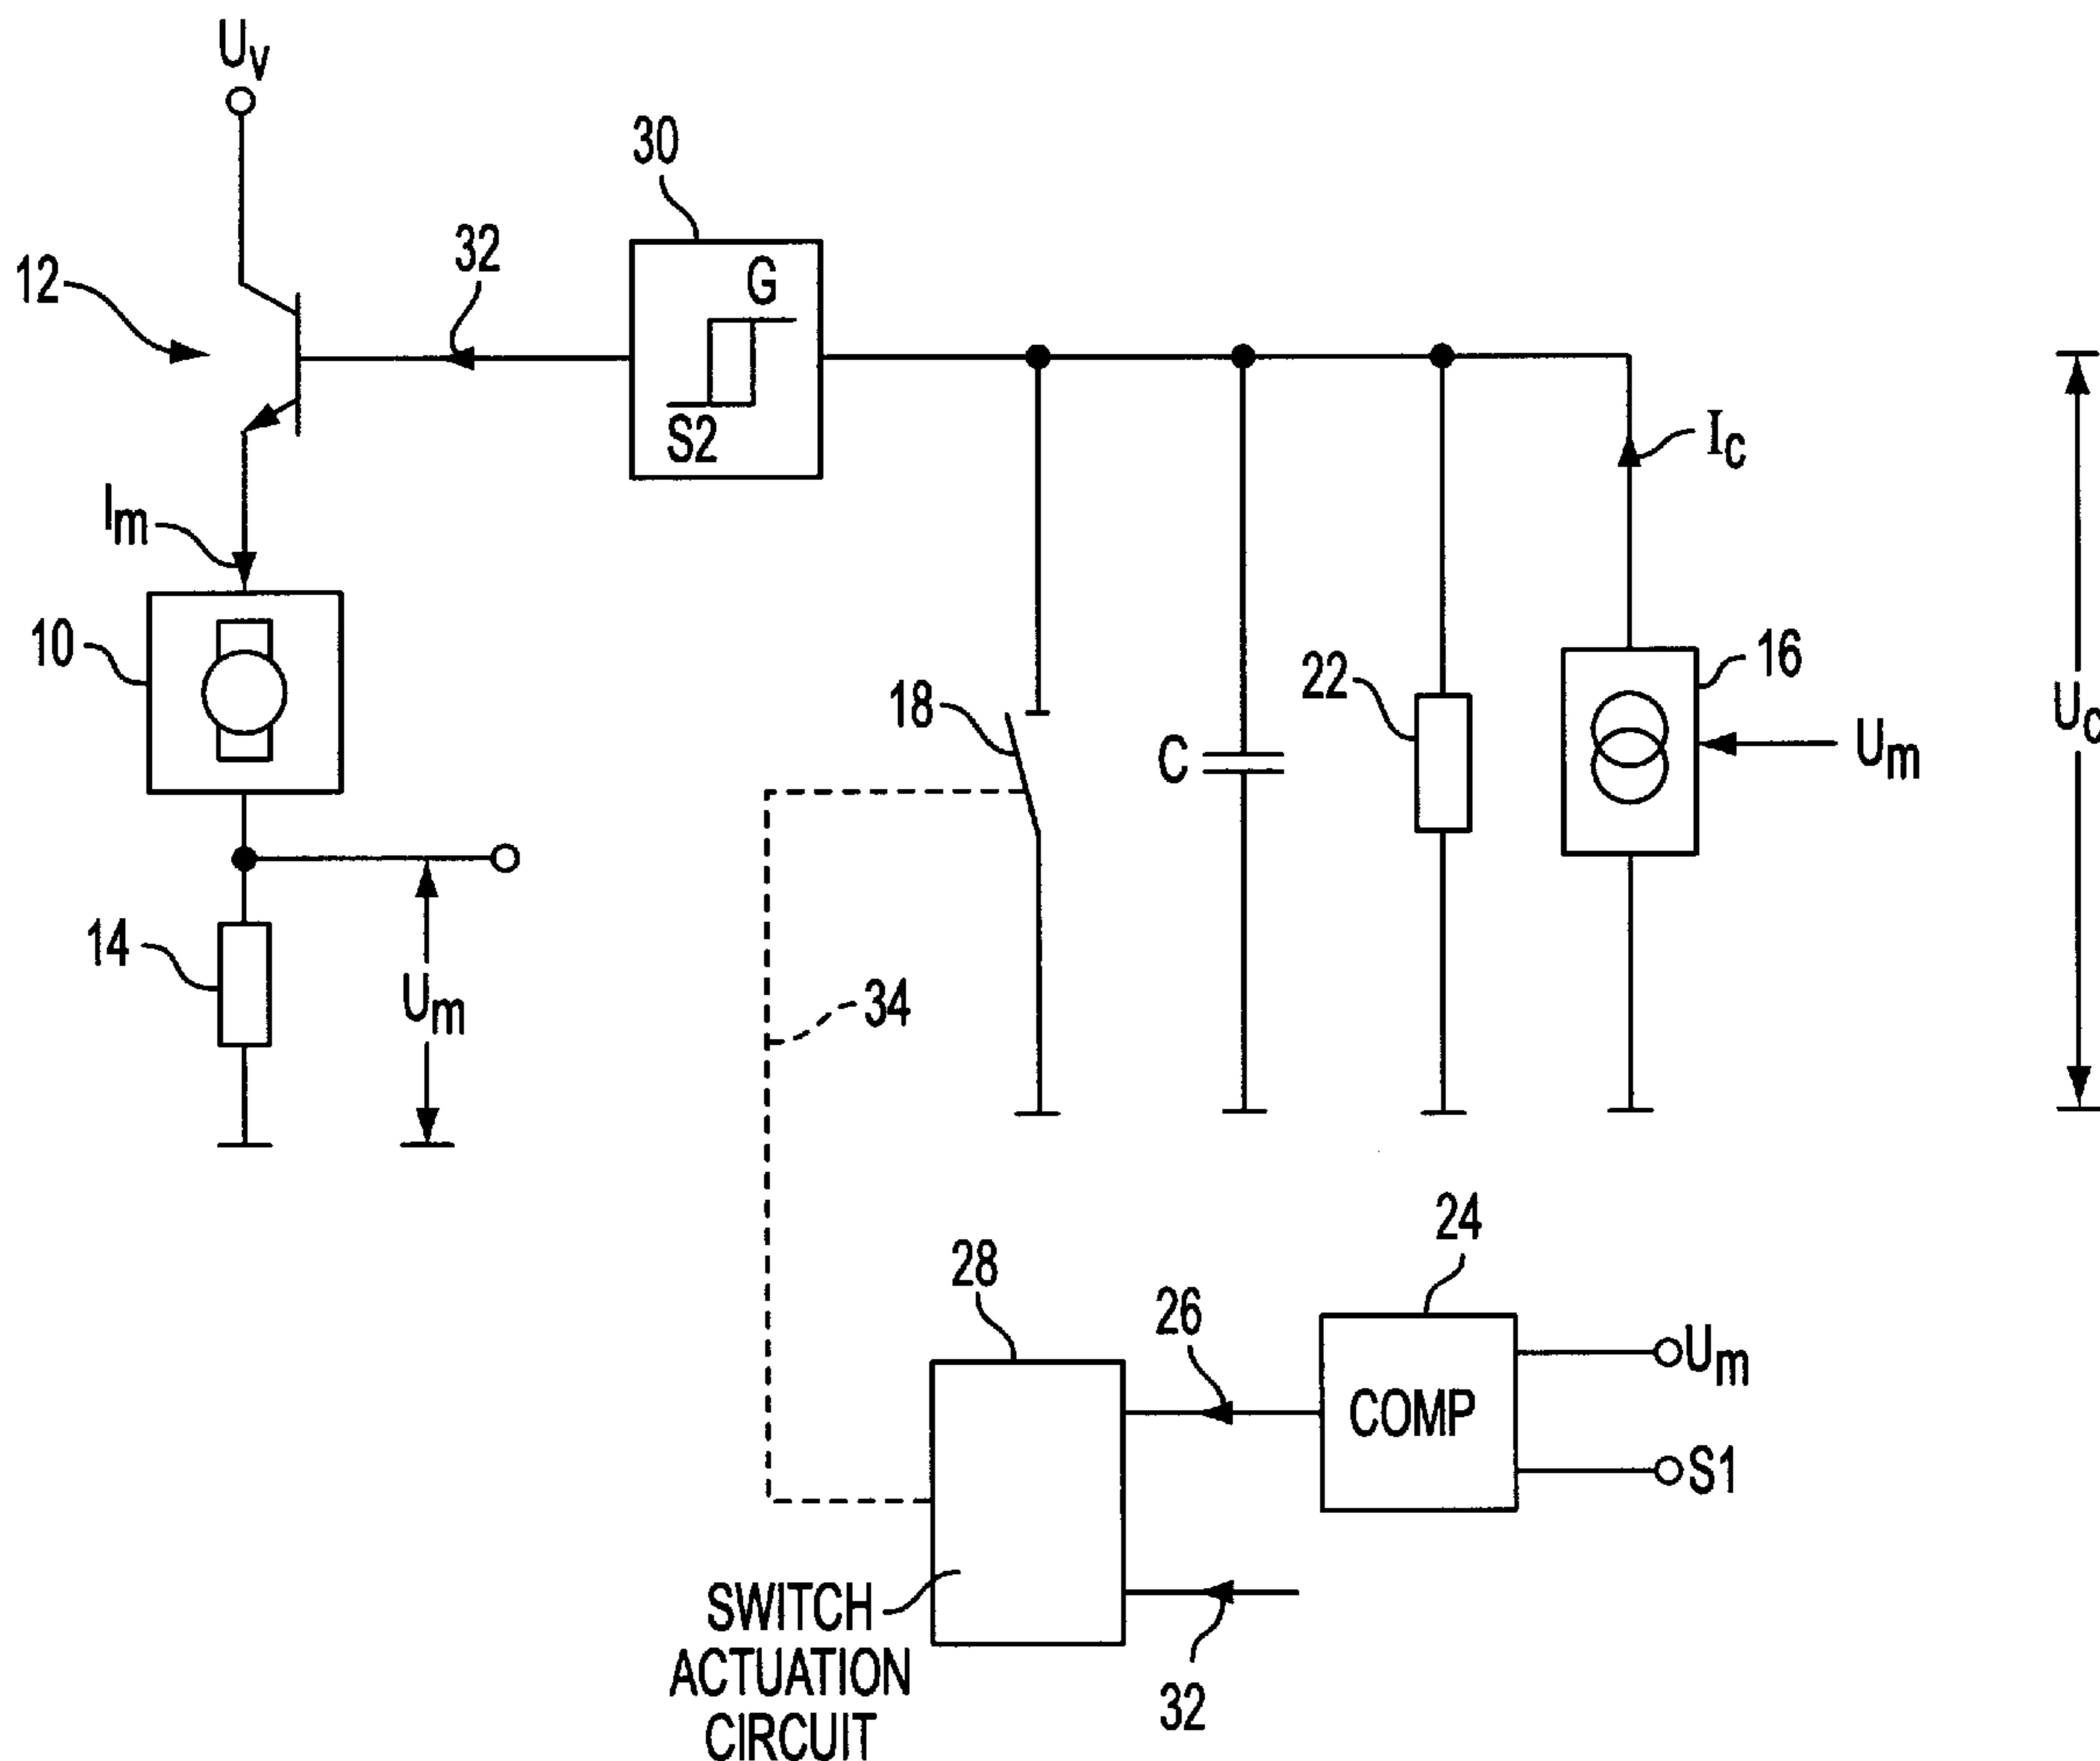 Uv
30
32
12
G
S2
Ic
Im
10
16
22
18
Um
Uc
C
14
Um
34
24
28
26
Um
COMP
S1
SWITCH
ACTUATION
CIRCUIT
32